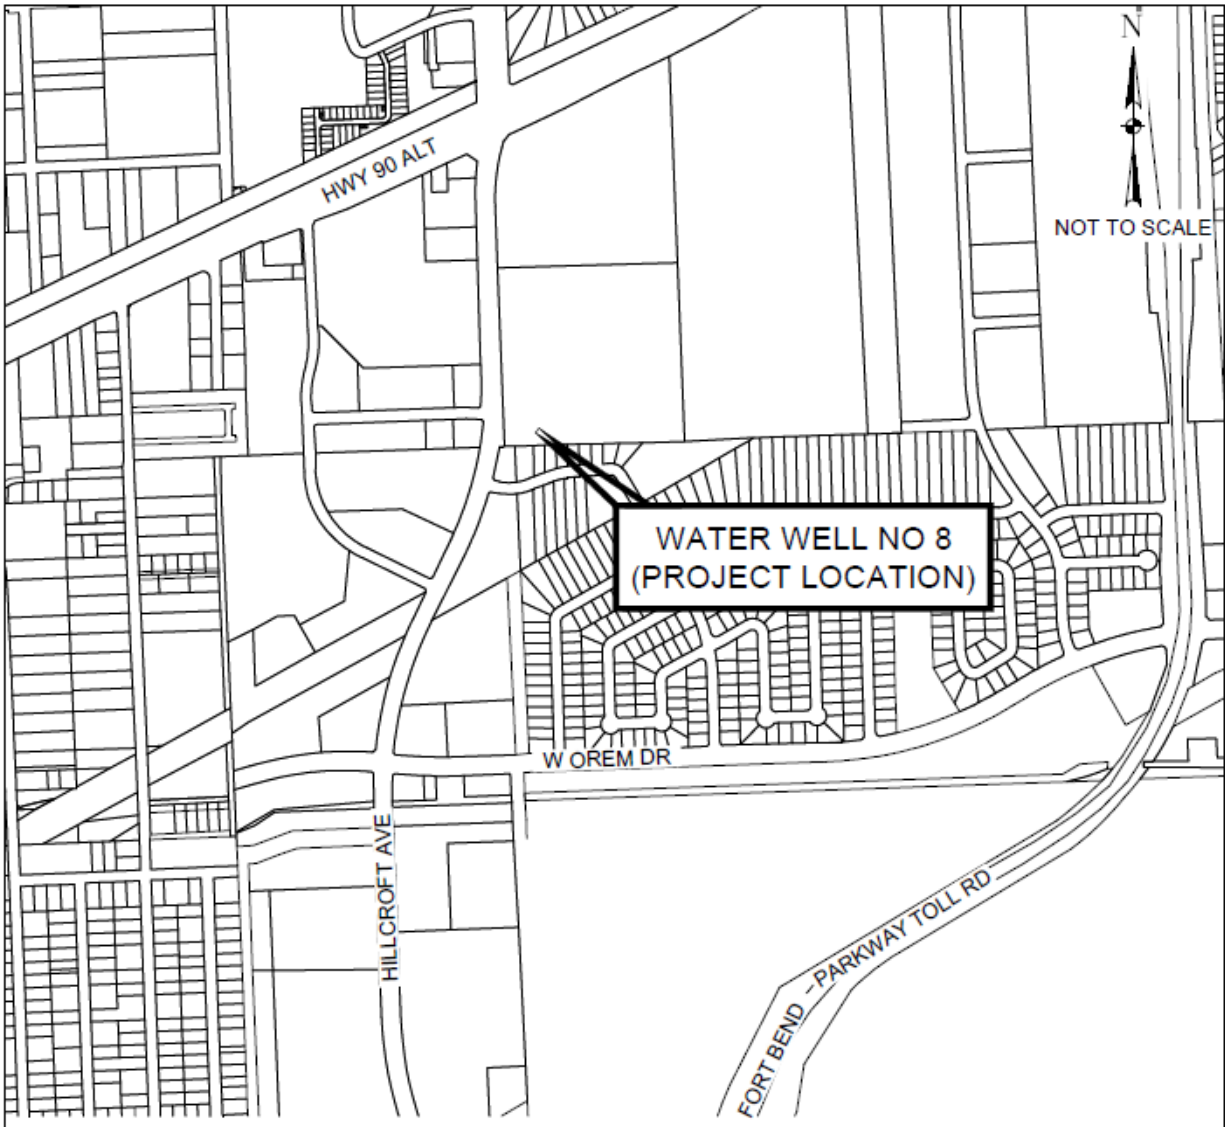 N
HWY 90 ALT
NOT TO SCALE
WATER WELL NO 8
(PROJECT LOCATION)
W OREM DR
HILLCROFT AVE
FORT BEND - PARKWAY TOLL RD